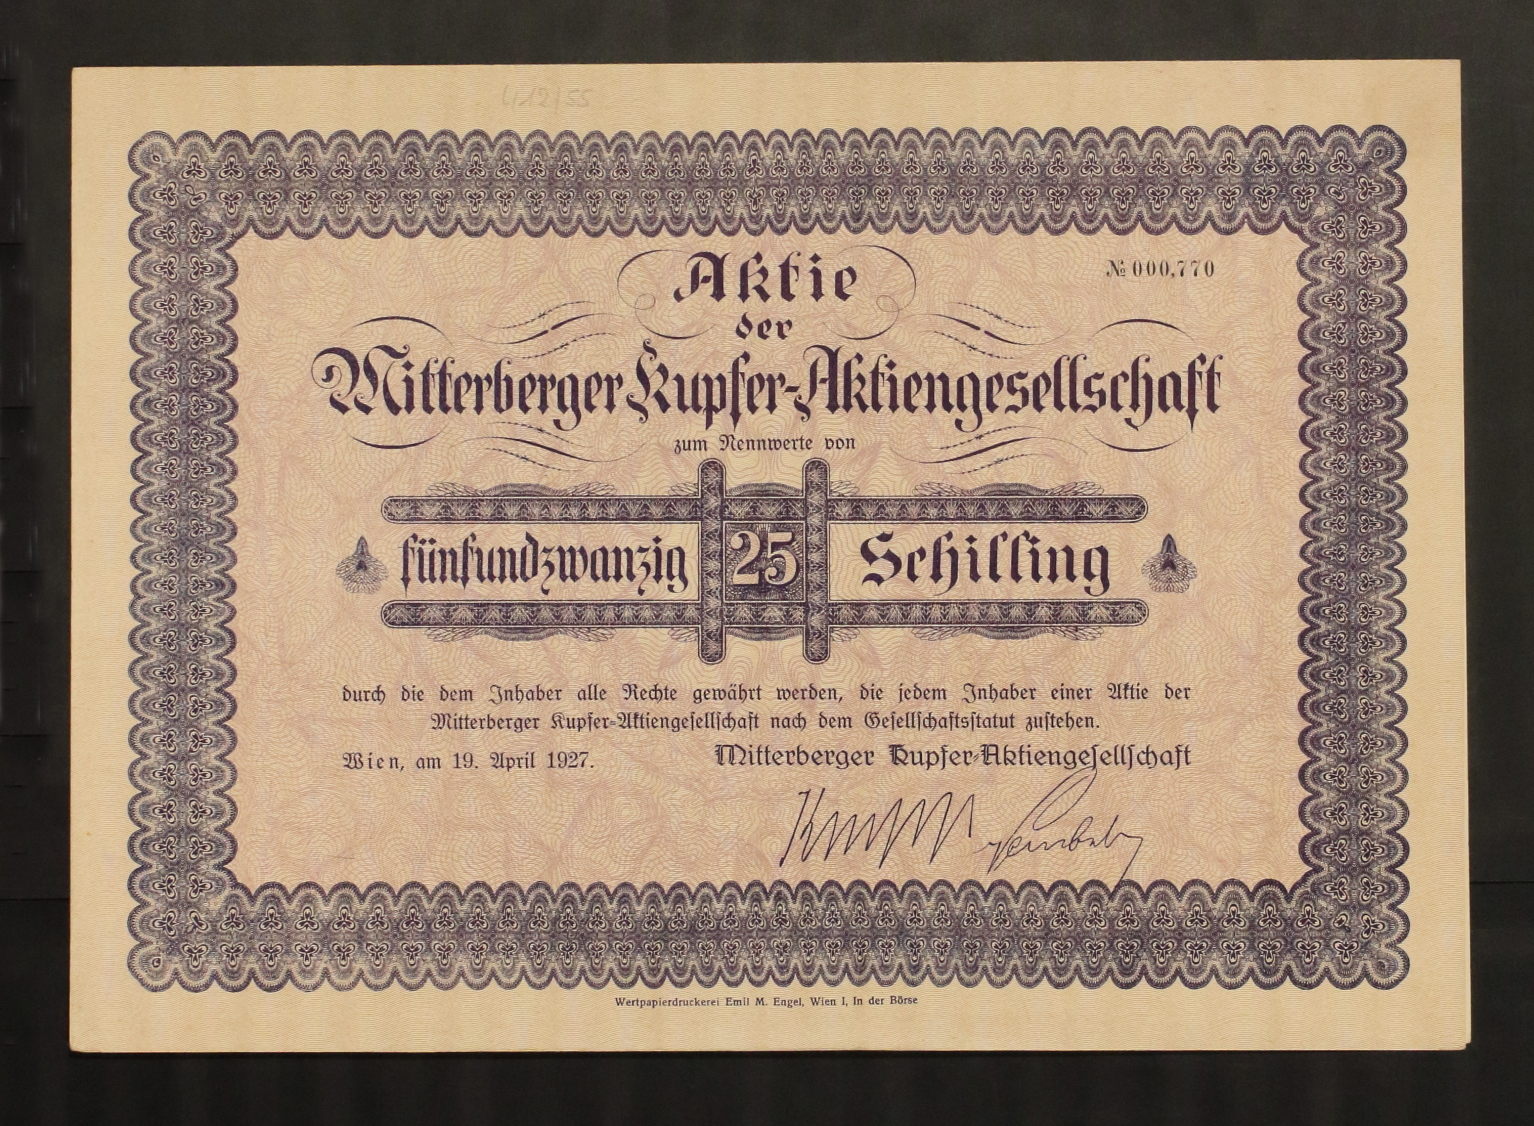 Aktie
№ 000,770
der
Mitterberger Kupfer-Aktiengesellschaft
zum Nennwerte von
fünfundzwanzig 25 Schilling
durch die dem Inhaber alle Rechte gewährt werden, die jedem Inhaber einer Aktie der
Mitterberger Kupfer-Aktiengesellschaft nach dem Gesellschaftsstatut zustehen.
Wien, am 19. April 1927.
Mitterberger Kupfer-Aktiengesellschaft
Wertpapierdruckerei Emil M. Engel, Wien I, In der Börse